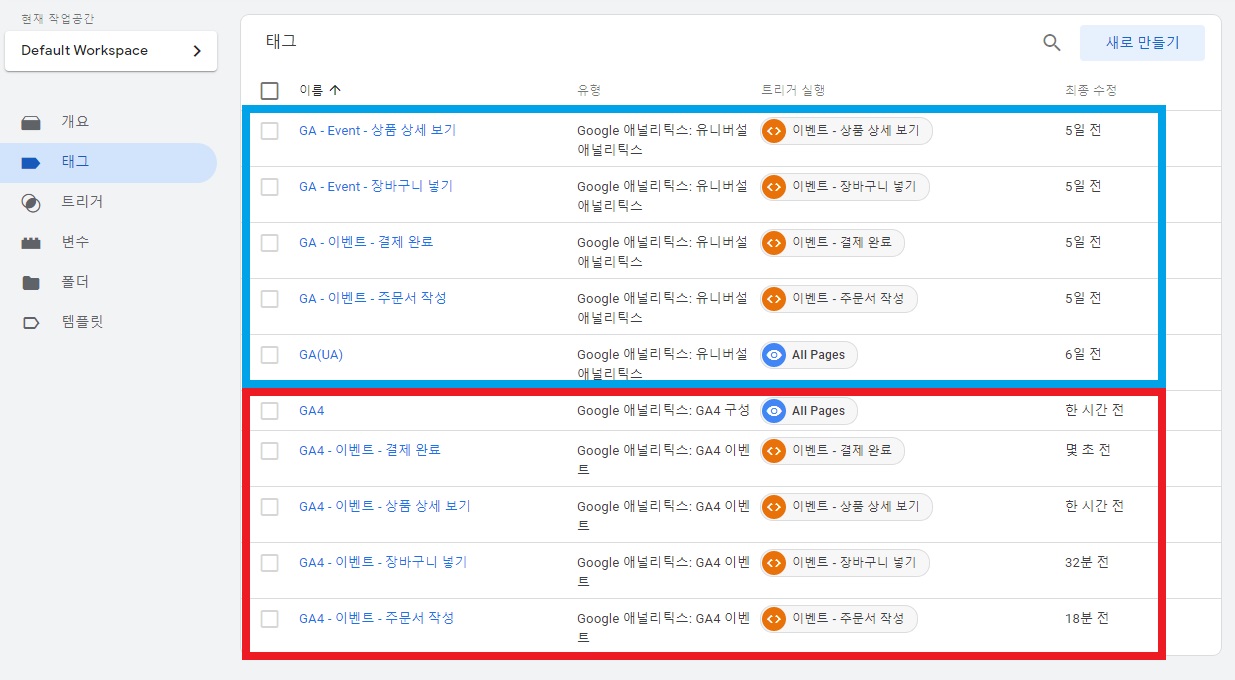 현재 작업공간
Default Workspace
개요
태그
트리거
변수
폴더
템플릿
태그
새로 만들기
이름 유형 트리거 실행 최종 수정
GA - Event - 상품 상세 보기 Google 애널리틱스: 유니버설 이벤트 - 상품 상세 보기 5일 전
애널리틱스
GA - Event - 장바구니 넣기 Google 애널리틱스: 유니버설 이벤트 - 장바구니 넣기 5일 전
애널리틱스
GA - 이벤트 - 결제 완료 Google 애널리틱스: 유니버설 이벤트 - 결제 완료 5일 전
애널리틱스
GA - 이벤트 - 주문서 작성 Google 애널리틱스: 유니버설 이벤트 - 주문서 작성 5일 전
애널리틱스
GA(UA) Google 애널리틱스: 유니버설 All Pages 6일 전
애널리틱스
GA4 Google 애널리틱스: GA4 구성 All Pages 한 시간 전
GA4 - 이벤트 - 결제 완료 Google 애널리틱스: GA4 이벤 이벤트 - 결제 완료 몇 초 전
트
GA4 - 이벤트 - 상품 상세 보기 Google 애널리틱스: GA4 이벤 이벤트 - 상품 상세 보기 한 시간 전
트
GA4 - 이벤트 - 장바구니 넣기 Google 애널리틱스: GA4 이벤 이벤트 - 장바구니 넣기 32분 전
트
GA4 - 이벤트 - 주문서 작성 Google 애널리틱스: GA4 이벤 이벤트 - 주문서 작성 18분 전
트